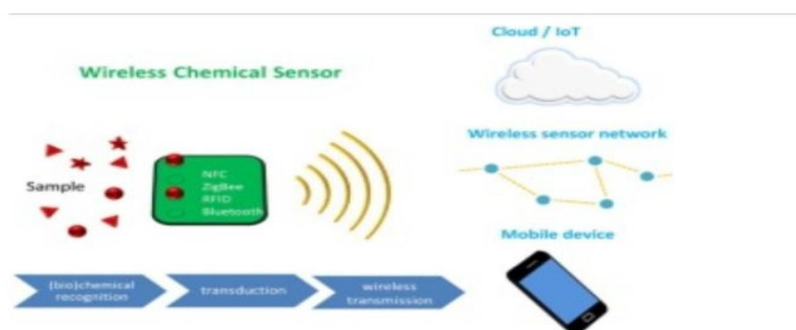 Cloud / IoT
Wireless Chemical Sensor
Wireless sensor network
Sample
NFC
ZigBee
RFID
Bluetooth
Mobile device
(bio)chemical
recognition
transduction
wireless
transmission